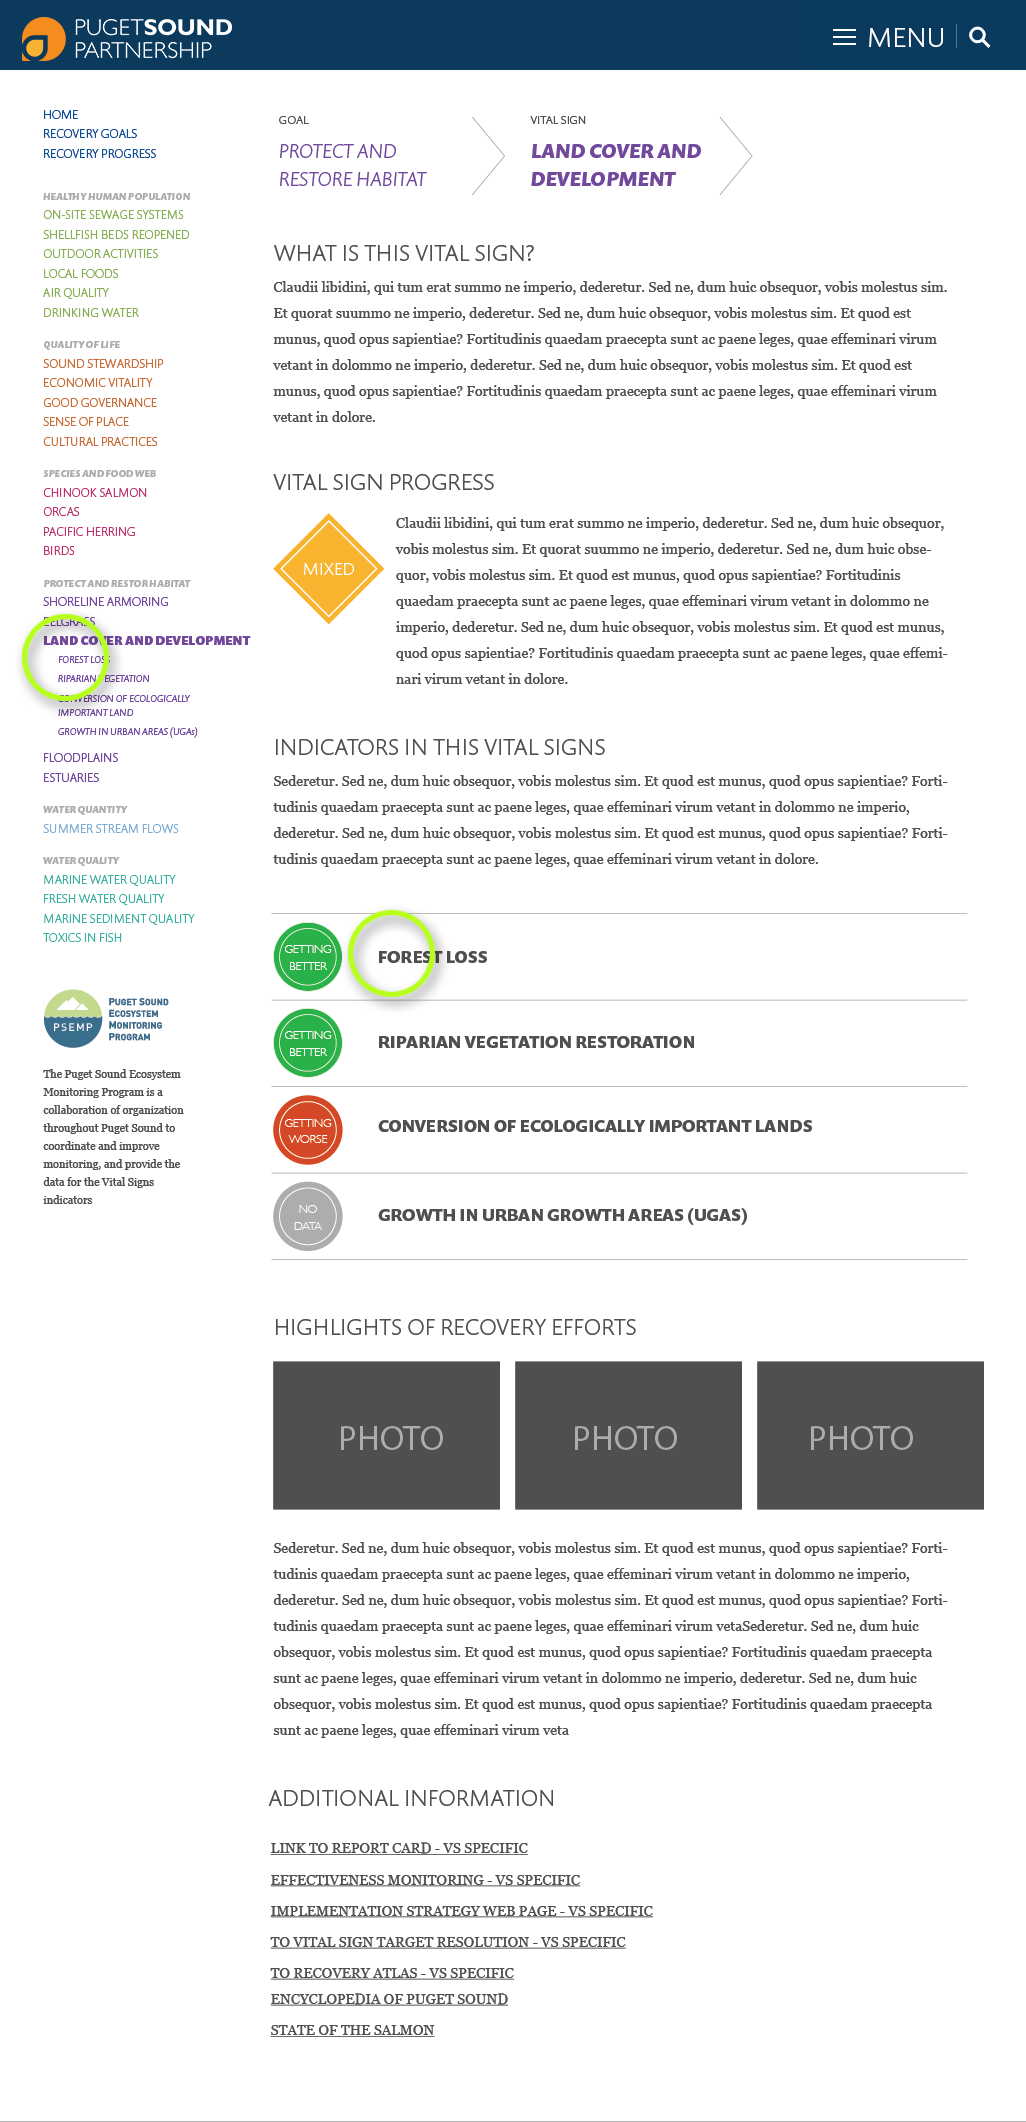 PUGETSOUND
PARTNERSHIP
MENU
HOME
RECOVERY GOALS
RECOVERY PROGRESS
HEALTHY HUMAN POPULATION
ON-SITE SEWAGE SYSTEMS
SHELLFISH BEDS REOPENED
OUTDOOR ACTIVITIES
LOCAL FOODS
AIR QUALITY
DRINKING WATER
QUALITY OF LIFE
SOUND STEWARDSHIP
ECONOMIC VITALITY
GOOD GOVERNANCE
SENSE OF PLACE
CULTURAL PRACTICES
SPECIES AND FOOD WEB
CHINOOK SALMON
ORCAS
PACIFIC HERRING
BIRDS
PROTECT AND RESTOR HABITAT
SHORELINE ARMORING
EELGRASS
LAND COVER AND DEVELOPMENT
FOREST LOSS
RIPARIAN VEGETATION
CONVERSION OF ECOLOGICALLY
IMPORTANT LAND
GROWTH IN URBAN AREAS (UGAs)
FLOODPLAINS
ESTUARIES
WATER QUANTITY
SUMMER STREAM FLOWS
WATER QUALITY
MARINE WATER QUALITY
FRESH WATER QUALITY
MARINE SEDIMENT QUALITY
TOXICS IN FISH
PSEMP
PUGET SOUND
ECOSYSTEM
MONITORING
PROGRAM
The Puget Sound Ecosystem
Monitoring Program is a
collaboration of organization
throughout Puget Sound to
coordinate and improve
monitoring, and provide the
data for the Vital Signs
indicators
GOAL
PROTECT AND
RESTORE HABITAT
VITAL SIGN
LAND COVER AND
DEVELOPMENT
WHAT IS THIS VITAL SIGN?
Claudii libidini, qui tum erat summo ne imperio, dederetur. Sed ne, dum huic obsequor, vobis molestus sim.
Et quorat suummo ne imperio, dederetur. Sed ne, dum huic obsequor, vobis molestus sim. Et quod est
munus, quod opus sapientiae? Fortitudinis quaedam praecepta sunt ac paene leges, quae effeminari virum
vetant in dolommo ne imperio, dederetur. Sed ne, dum huic obsequor, vobis molestus sim. Et quod est
munus, quod opus sapientiae? Fortitudinis quaedam praecepta sunt ac paene leges, quae effeminari virum
vetant in dolore.
VITAL SIGN PROGRESS
MIXED
Claudii libidini, qui tum erat summo ne imperio, dederetur. Sed ne, dum huic obsequor,
vobis molestus sim. Et quorat suummo ne imperio, dederetur. Sed ne, dum huic obse-
quor, vobis molestus sim. Et quod est munus, quod opus sapientiae? Fortitudinis
quaedam praecepta sunt ac paene leges, quae effeminari virum vetant in dolommo ne
imperio, dederetur. Sed ne, dum huic obsequor, vobis molestus sim. Et quod est munus,
quod opus sapientiae? Fortitudinis quaedam praecepta sunt ac paene leges, quae effemi-
nari virum vetant in dolore.
INDICATORS IN THIS VITAL SIGNS
Sederetur. Sed ne, dum huic obsequor, vobis molestus sim. Et quod est munus, quod opus sapientiae? Forti-
tudinis quaedam praecepta sunt ac paene leges, quae effeminari virum vetant in dolommo ne imperio,
dederetur. Sed ne, dum huic obsequor, vobis molestus sim. Et quod est munus, quod opus sapientiae? Forti-
tudinis quaedam praecepta sunt ac paene leges, quae effeminari virum vetant in dolore.
GETTING
BETTER
FOREST LOSS
GETTING
BETTER
RIPARIAN VEGETATION RESTORATION
GETTING
WORSE
CONVERSION OF ECOLOGICALLY IMPORTANT LANDS
NO
DATA
GROWTH IN URBAN GROWTH AREAS (UGAS)
HIGHLIGHTS OF RECOVERY EFFORTS
PHOTO
PHOTO
PHOTO
Sederetur. Sed ne, dum huic obsequor, vobis molestus sim. Et quod est munus, quod opus sapientiae? Forti-
tudinis quaedam praecepta sunt ac paene leges, quae effeminari virum vetant in dolommo ne imperio,
dederetur. Sed ne, dum huic obsequor, vobis molestus sim. Et quod est munus, quod opus sapientiae? Forti-
tudinis quaedam praecepta sunt ac paene leges, quae effeminari virum vetaSederetur. Sed ne, dum huic
obsequor, vobis molestus sim. Et quod est munus, quod opus sapientiae? Fortitudinis quaedam praecepta
sunt ac paene leges, quae effeminari virum vetant in dolommo ne imperio, dederetur. Sed ne, dum huic
obsequor, vobis molestus sim. Et quod est munus, quod opus sapientiae? Fortitudinis quaedam praecepta
sunt ac paene leges, quae effeminari virum veta
ADDITIONAL INFORMATION
LINK TO REPORT CARD - VS SPECIFIC
EFFECTIVENESS MONITORING - VS SPECIFIC
IMPLEMENTATION STRATEGY WEB PAGE - VS SPECIFIC
TO VITAL SIGN TARGET RESOLUTION - VS SPECIFIC
TO RECOVERY ATLAS - VS SPECIFIC
ENCYCLOPEDIA OF PUGET SOUND
STATE OF THE SALMON